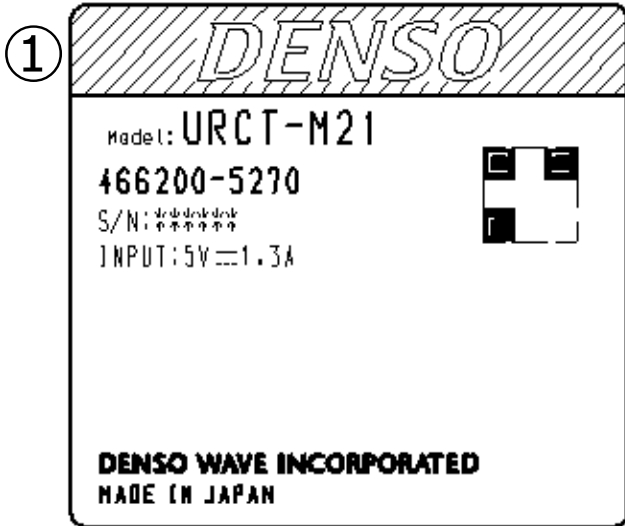 ①
DENSO
Model: URCT-M21
466200-5270
S/N:******
INPUT:5V⎓1.3A
DENSO WAVE INCORPORATED
MADE IN JAPAN